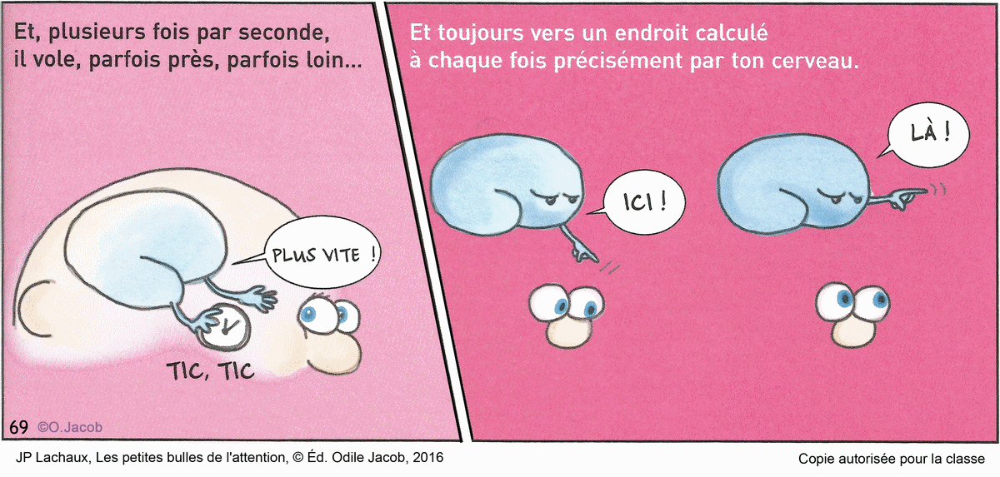 Et, plusieurs fois par seconde,
il vole, parfois près, parfois loin...
PLUS VITE !
TIC, TIC
69 ©O.Jacob
Et toujours vers un endroit calculé
à chaque fois précisément par ton cerveau.
ICI !
LÀ !
JP Lachaux, Les petites bulles de l'attention, © Éd. Odile Jacob, 2016
Copie autorisée pour la classe